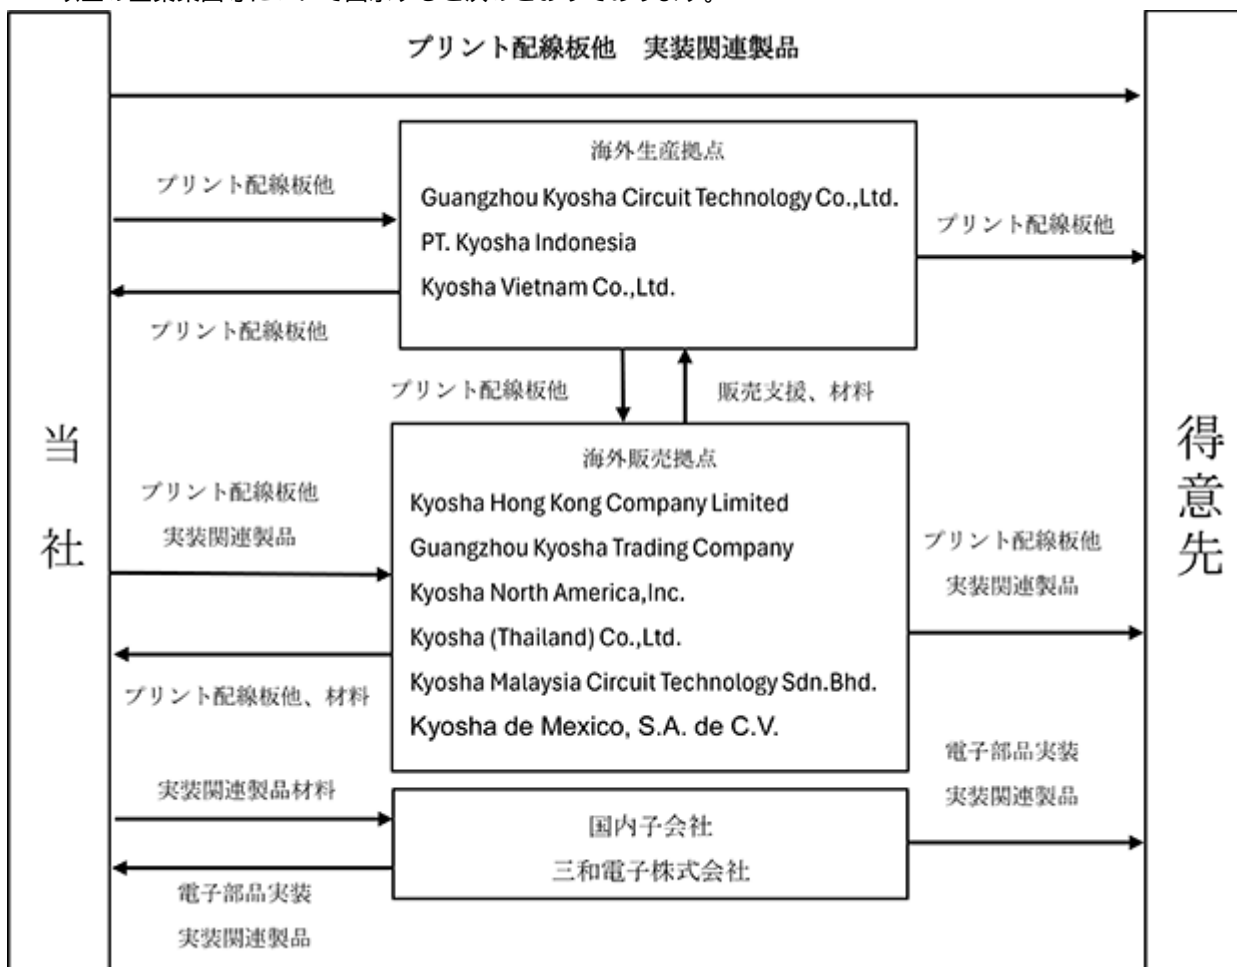 プリント配線板他　実装関連製品
海外生産拠点
Guangzhou Kyosha Circuit Technology Co.,Ltd.
PT. Kyosha Indonesia
Kyosha Vietnam Co.,Ltd.
プリント配線板他
プリント配線板他
プリント配線板他
プリント配線板他
販売支援、材料
当社
得意先
海外販売拠点
Kyosha Hong Kong Company Limited
Guangzhou Kyosha Trading Company
Kyosha North America,Inc.
Kyosha (Thailand) Co.,Ltd.
Kyosha Malaysia Circuit Technology Sdn.Bhd.
Kyosha de Mexico, S.A. de C.V.
プリント配線板他
実装関連製品
プリント配線板他、材料
プリント配線板他
実装関連製品
実装関連製品材料
国内子会社
三和電子株式会社
電子部品実装
実装関連製品
電子部品実装
実装関連製品